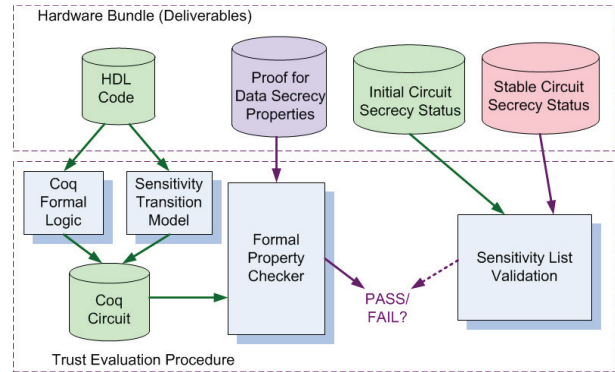 Hardware Bundle (Deliverables)
HDL
Code
Proof for
Data Secrecy
Properties
Initial Circuit
Secrecy Status
Stable Circuit
Secrecy Status
Coq
Formal
Logic
Sensitivity
Transition
Model
Formal
Property
Checker
Sensitivity List
Validation
Coq
Circuit
PASS/
FAIL?
Trust Evaluation Procedure